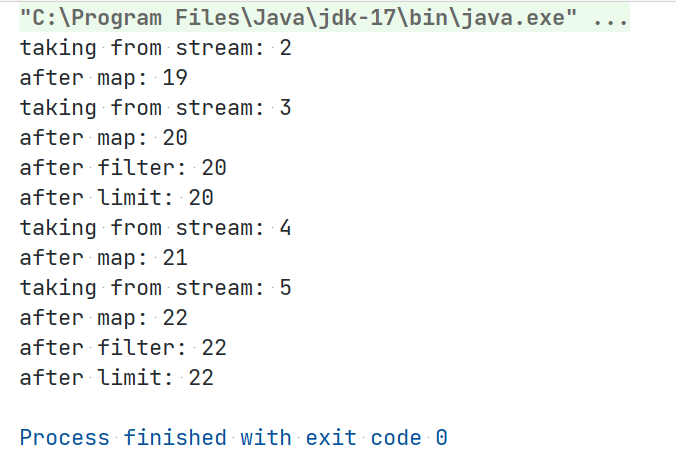 "C:\Program Files\Java\jdk-17\bin\java.exe" ...
taking from stream: 2
after map: 19
taking from stream: 3
after map: 20
after filter: 20
after limit: 20
taking from stream: 4
after map: 21
taking from stream: 5
after map: 22
after filter: 22
after limit: 22
Process finished with exit code 0